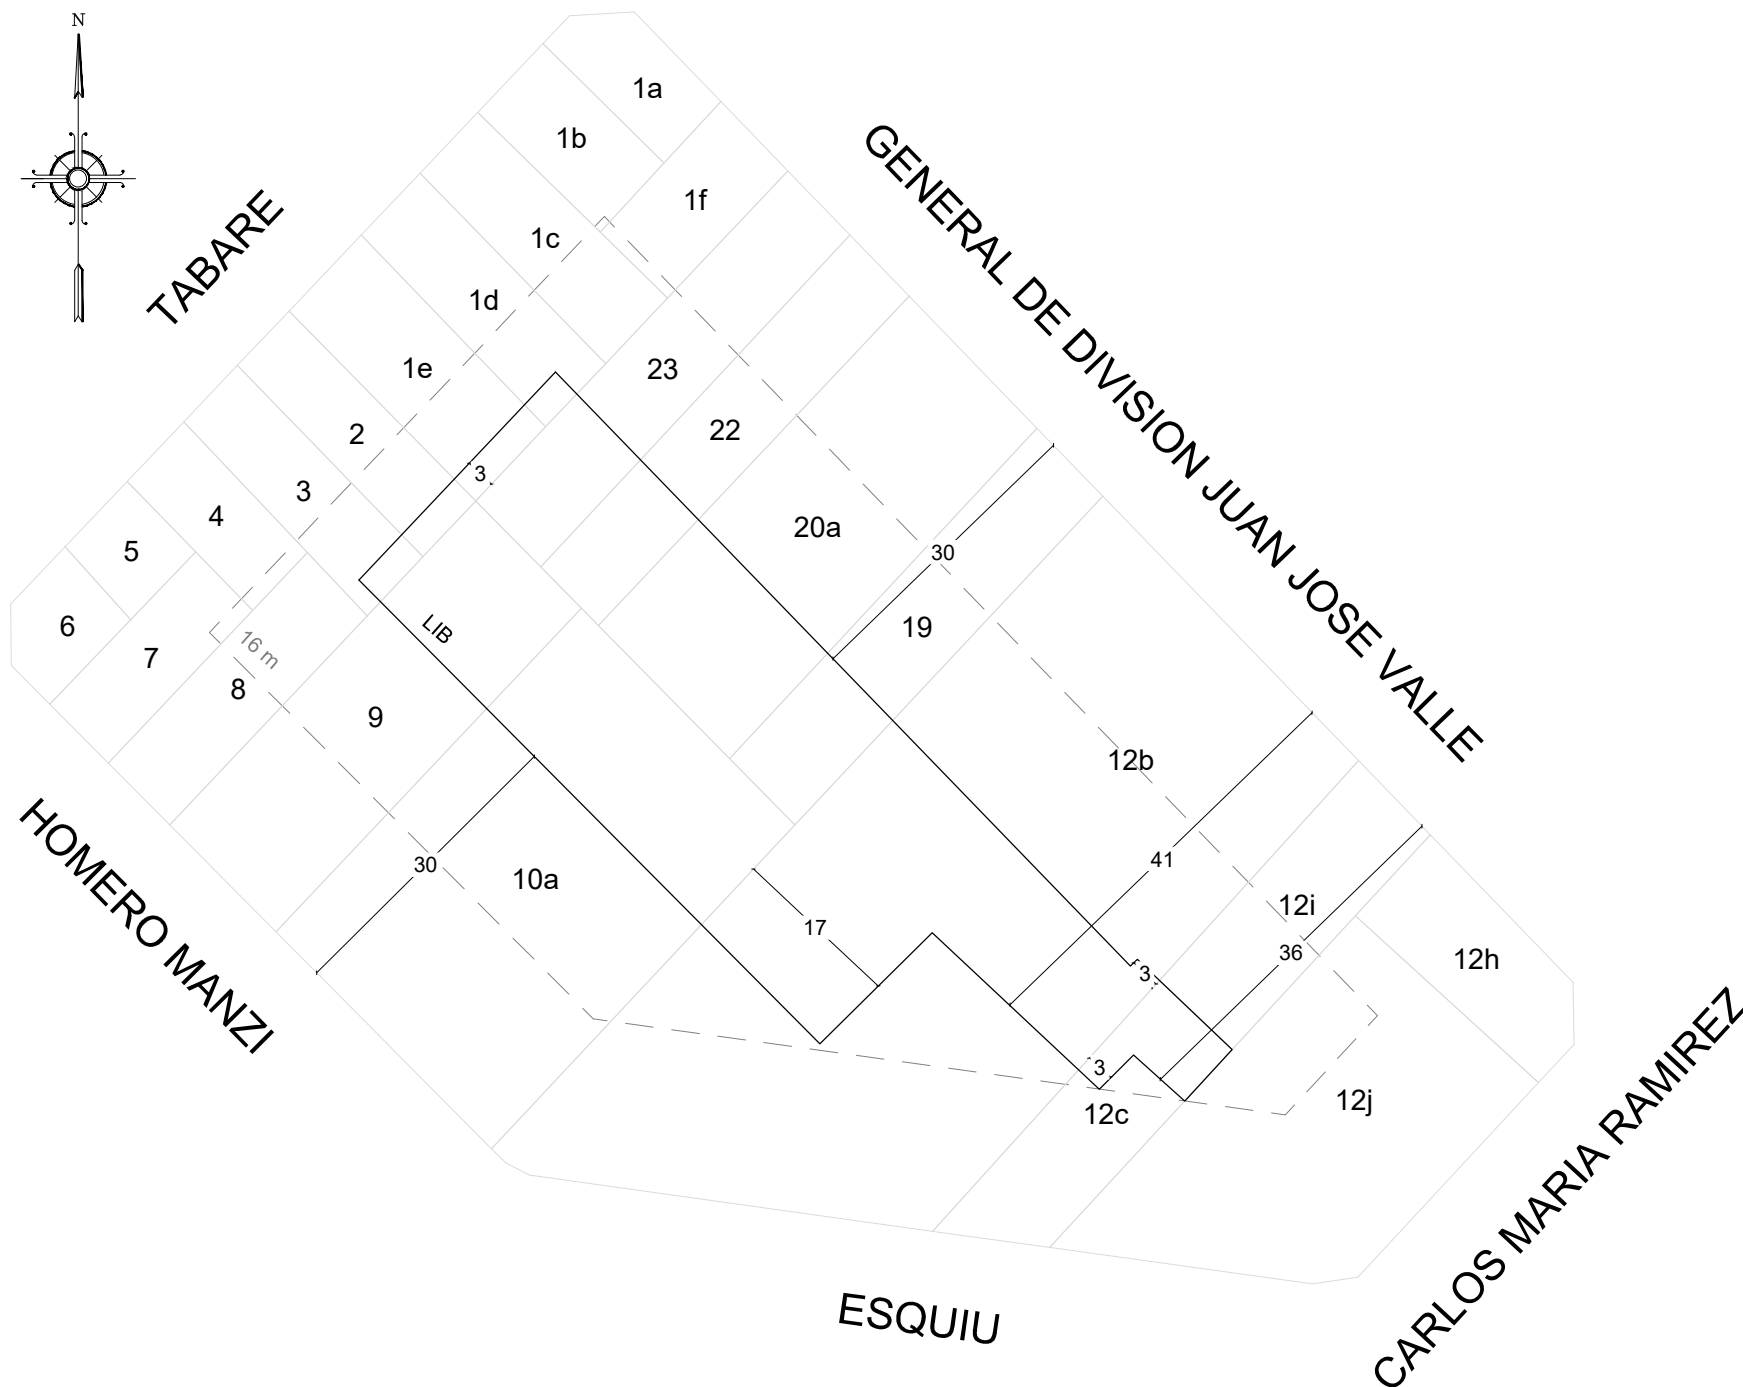 N
1a
1b
GENERAL DE DIVISION JUAN JOSE VALLE
1f
TABARE
1c
1d
1e
23
22
2
3
3
4
20a
5
30
6
19
LIB
16 m
7
8
9
12b
HOMERO MANZI
30
10a
41
12i
17
36
12h
3
3
12c
12j
CARLOS MARIA RAMIREZ
ESQUIU